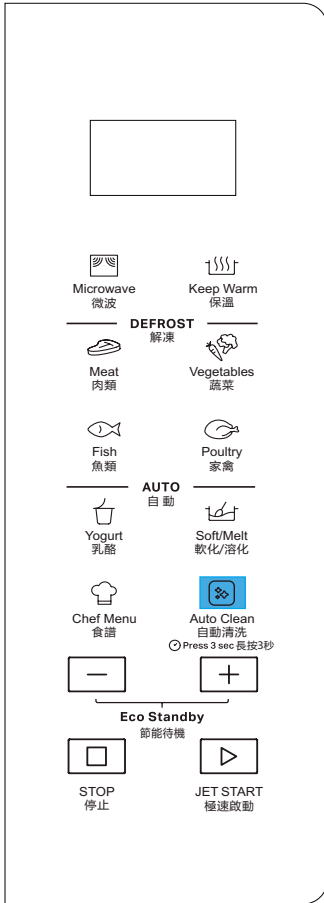 Microwave
微波
Keep Warm
保溫
DEFROST
解凍
Meat
肉類
Vegetables
蔬菜
Fish
魚類
Poultry
家禽
AUTO
自動
Yogurt
乳酪
Soft/Melt
軟化/溶化
Chef Menu
食譜
Auto Clean
自動清洗
Press 3 sec 長按3秒
Eco Standby
節能待機
STOP
停止
JET START
極速啟動